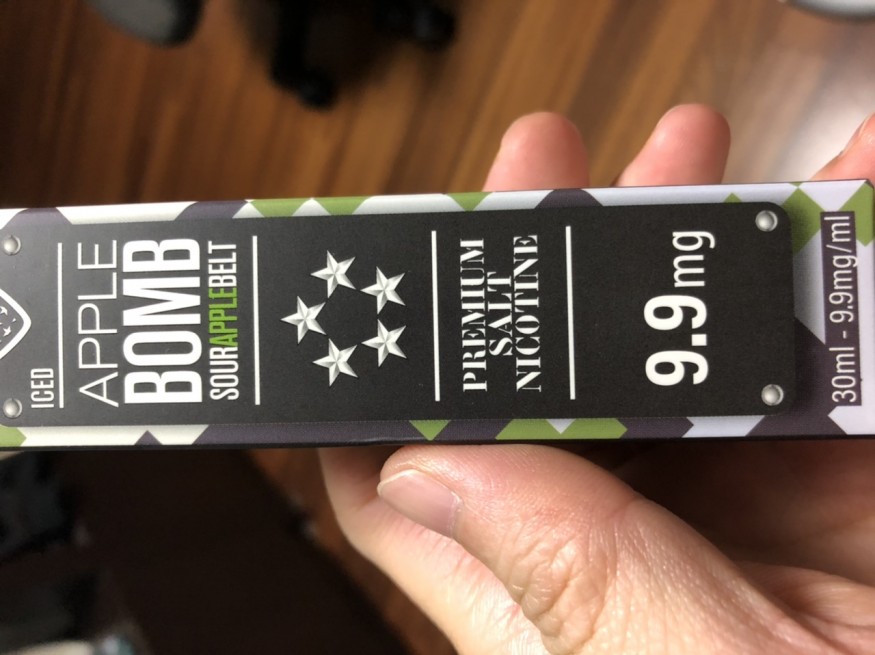 ICED
APPLE
BOMB
SOURAPPLEBELT
PREMIUM
SALT
NICOTINE
9.9mg
30ml - 9.9mg/ml